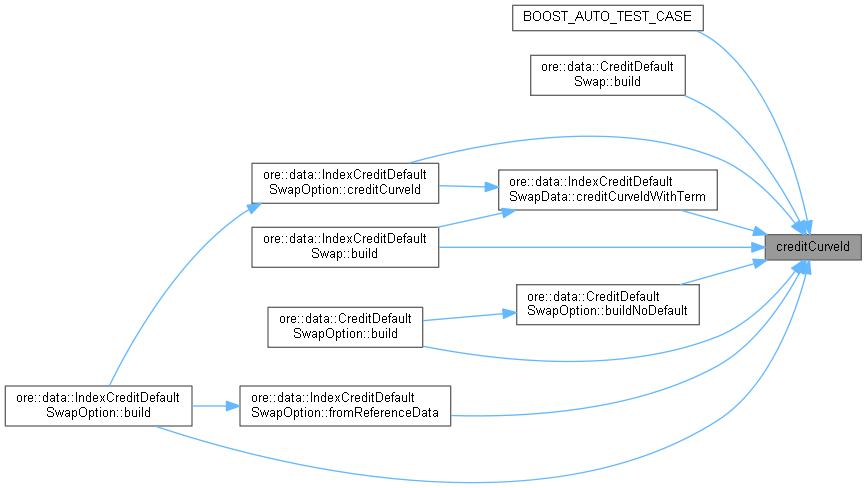 BOOST_AUTO_TEST_CASE
ore::data::CreditDefault
Swap::build
ore::data::IndexCreditDefault
SwapOption::creditCurveId
ore::data::IndexCreditDefault
SwapData::creditCurveIdWithTerm
ore::data::IndexCreditDefault
Swap::build
creditCurveId
ore::data::CreditDefault
SwapOption::buildNoDefault
ore::data::CreditDefault
SwapOption::build
ore::data::IndexCreditDefault
SwapOption::build
ore::data::IndexCreditDefault
SwapOption::fromReferenceData